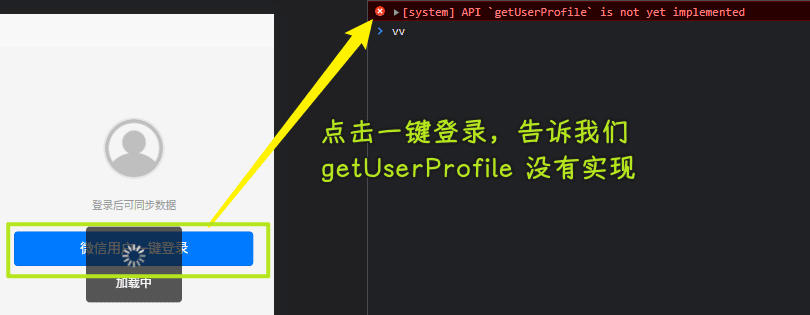 [system] API `getUserProfile` is not yet implemented
vv
点击一键登录，告诉我们
getUserProfile 没有实现
登录后可同步数据
微信用户一键登录
加载中